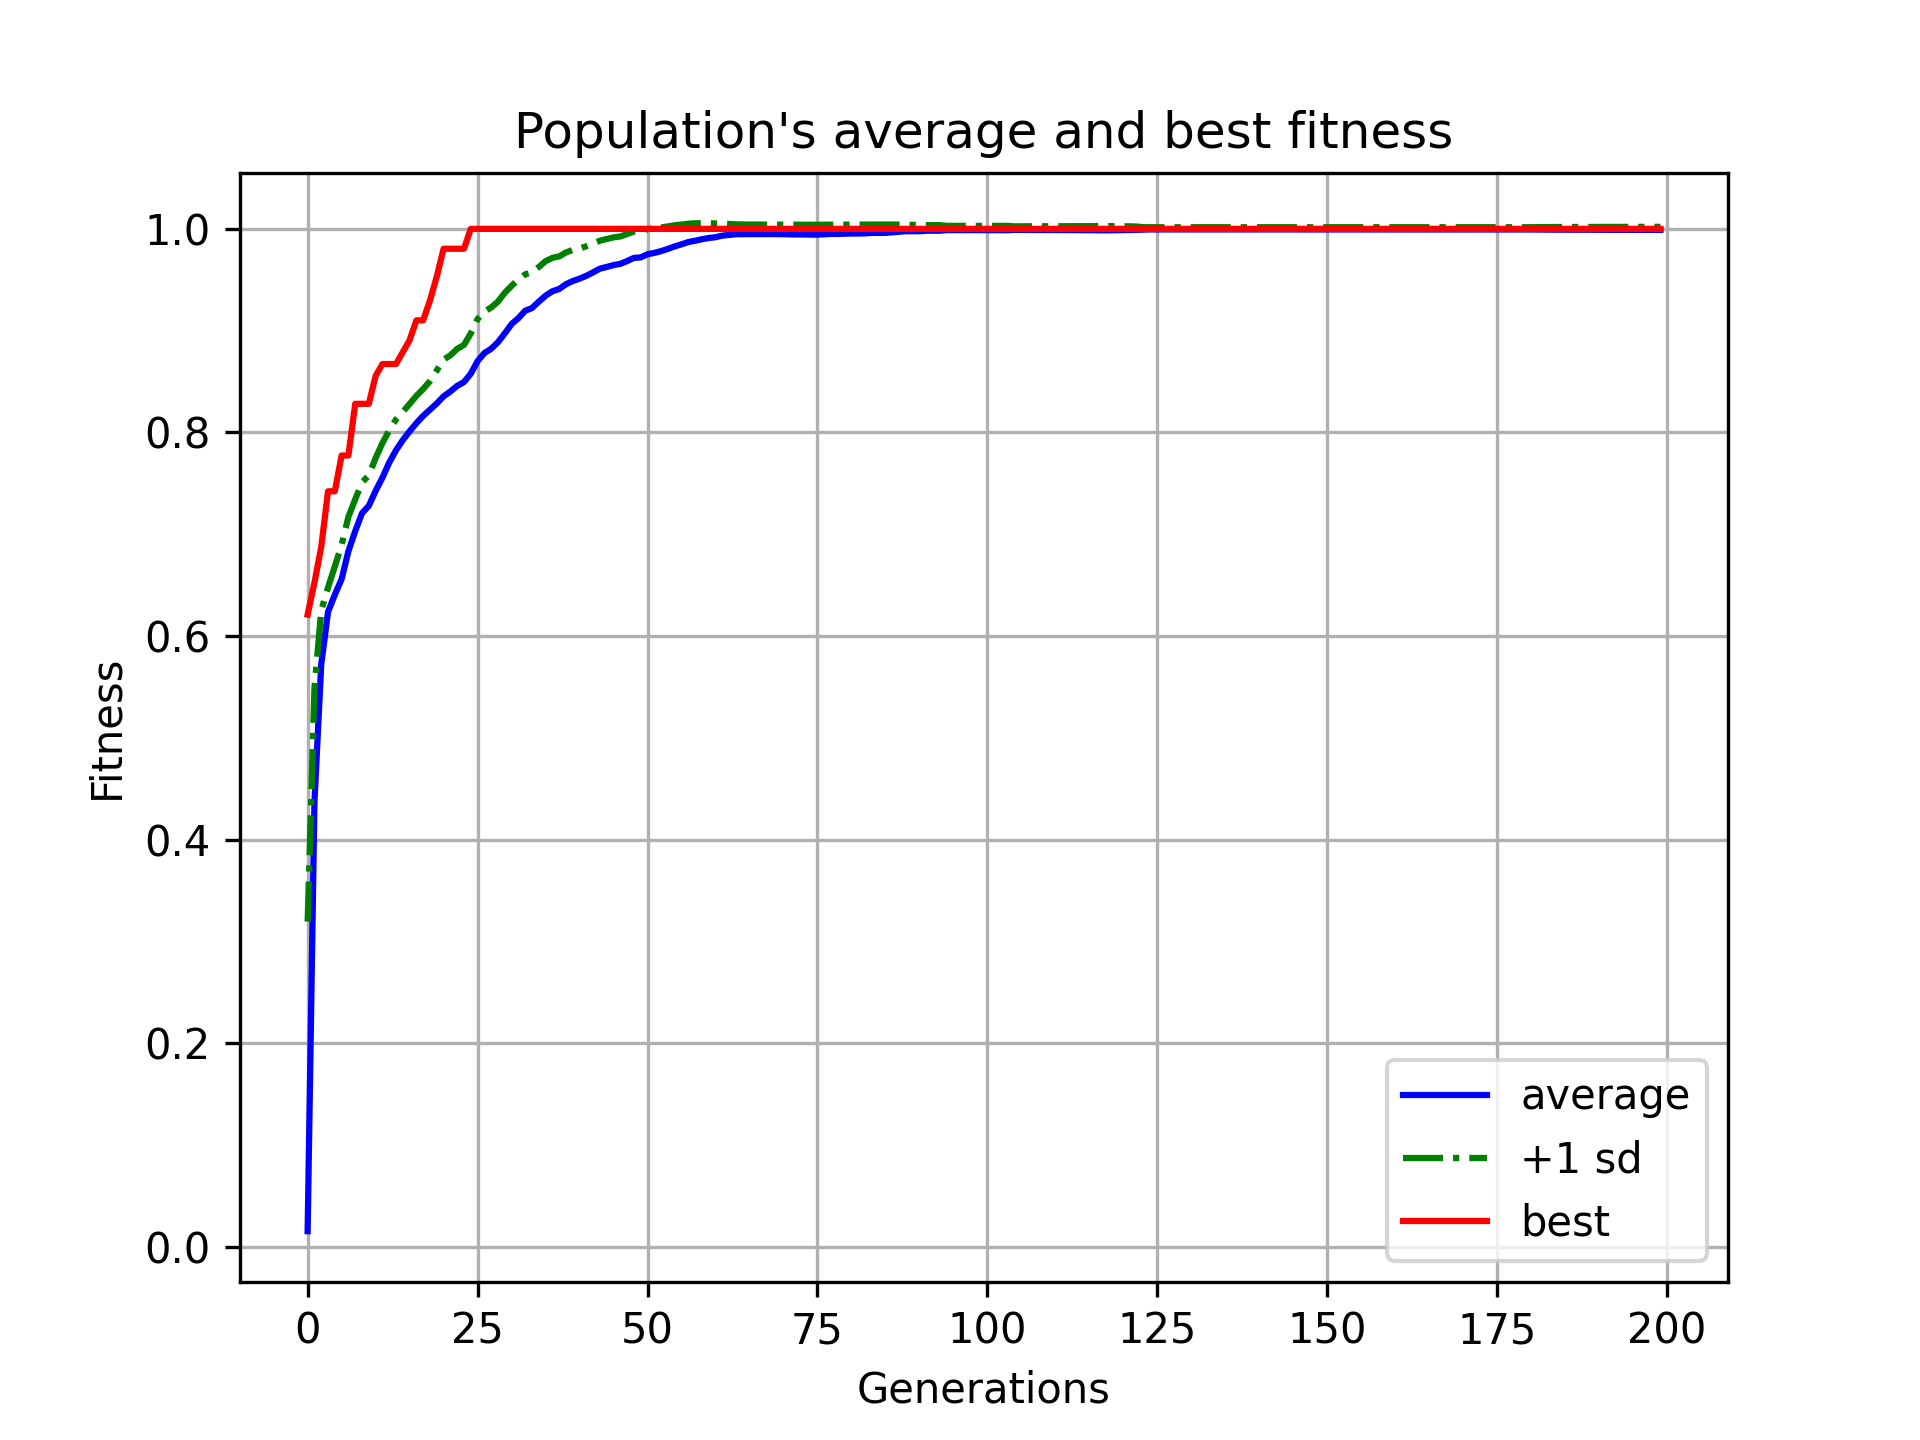 Population's average and best fitness
1.0
0.8
0.6
0.4
0.2
0.0
Fitness
average
+1 sd
best
0 25 50 75 100 125 150 175 200
Generations